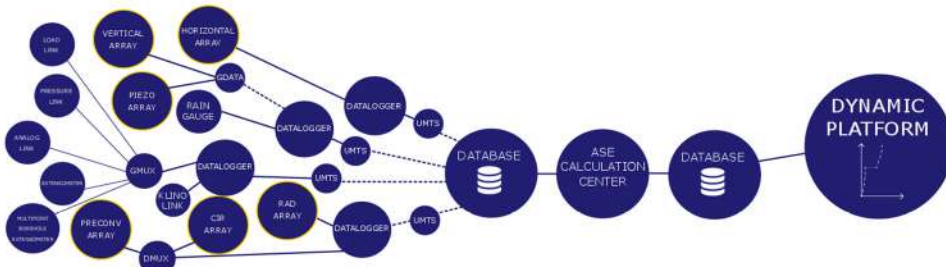 LOAD
LINK
PRESSURE
LINK
ANALOG
LINK
EXTENSOMETER
MULTIPOINT
BOREHOLE
EXTENSOMETER
VERTICAL
ARRAY
HORIZONTAL
ARRAY
PIEZO
ARRAY
GDATA
RAIN
GAUGE
GMUX
DATALOGGER
KLINO
LINK
PRECONV
ARRAY
CIR
ARRAY
DMUX
RAD
ARRAY
DATALOGGER
DATALOGGER
DATALOGGER
UMTS
UMTS
UMTS
UMTS
DATABASE
ASE
CALCULATION
CENTER
DATABASE
DYNAMIC
PLATFORM